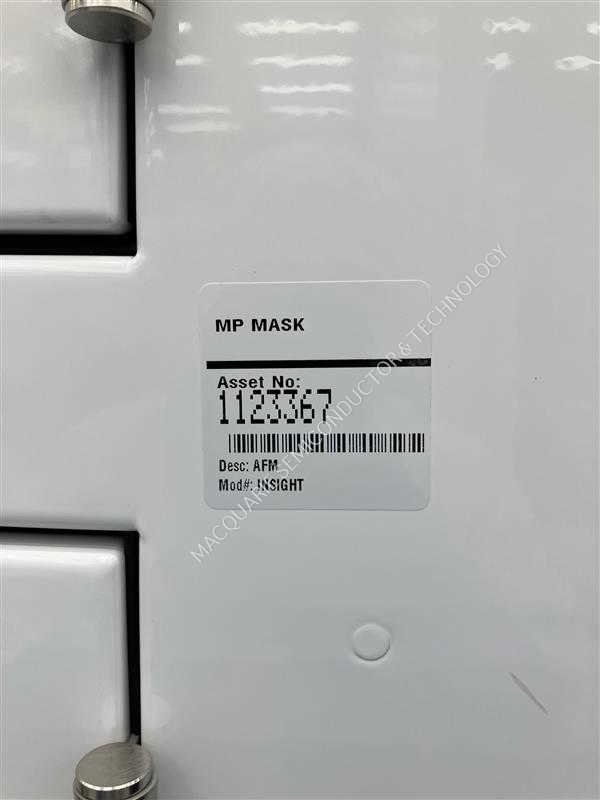 MP MASK
Asset No:
1123367
Desc: AFM
Mod#: INSIGHT
MACQUARIE SEMICONDUCTOR & TECHNOLOGY